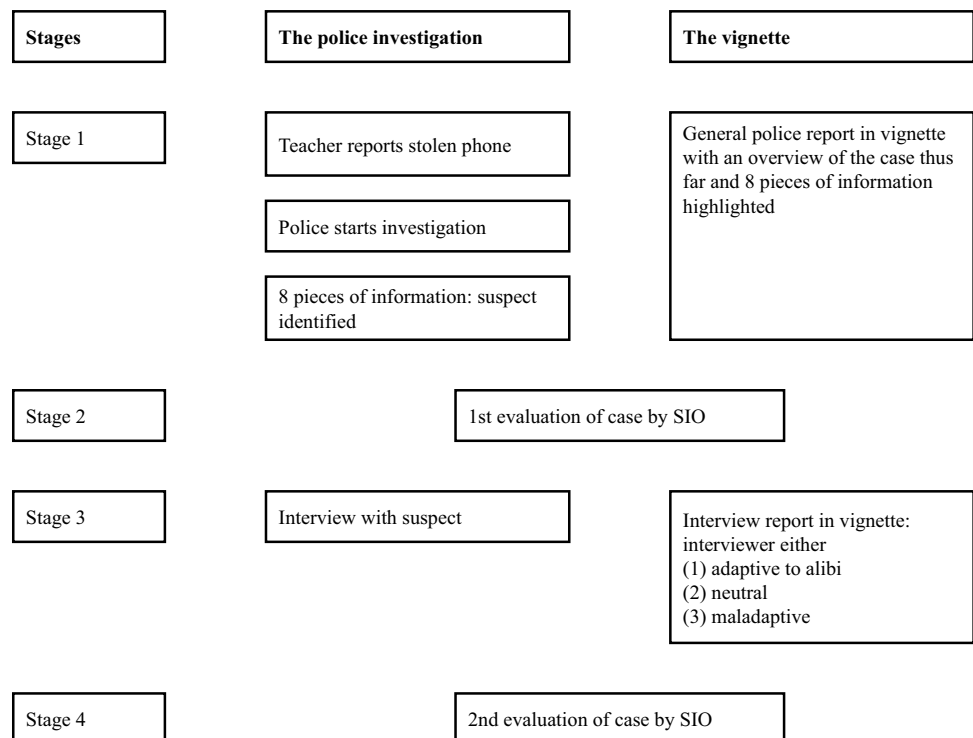 Stages
The police investigation
The vignette
Stage 1
Teacher reports stolen phone
Police starts investigation
8 pieces of information: suspect
identified
General police report in vignette
with an overview of the case thus
far and 8 pieces of information
highlighted
Stage 2
1st evaluation of case by SIO
Stage 3
Interview with suspect
Interview report in vignette:
interviewer either
(1) adaptive to alibi
(2) neutral
(3) maladaptive
Stage 4
2nd evaluation of case by SIO